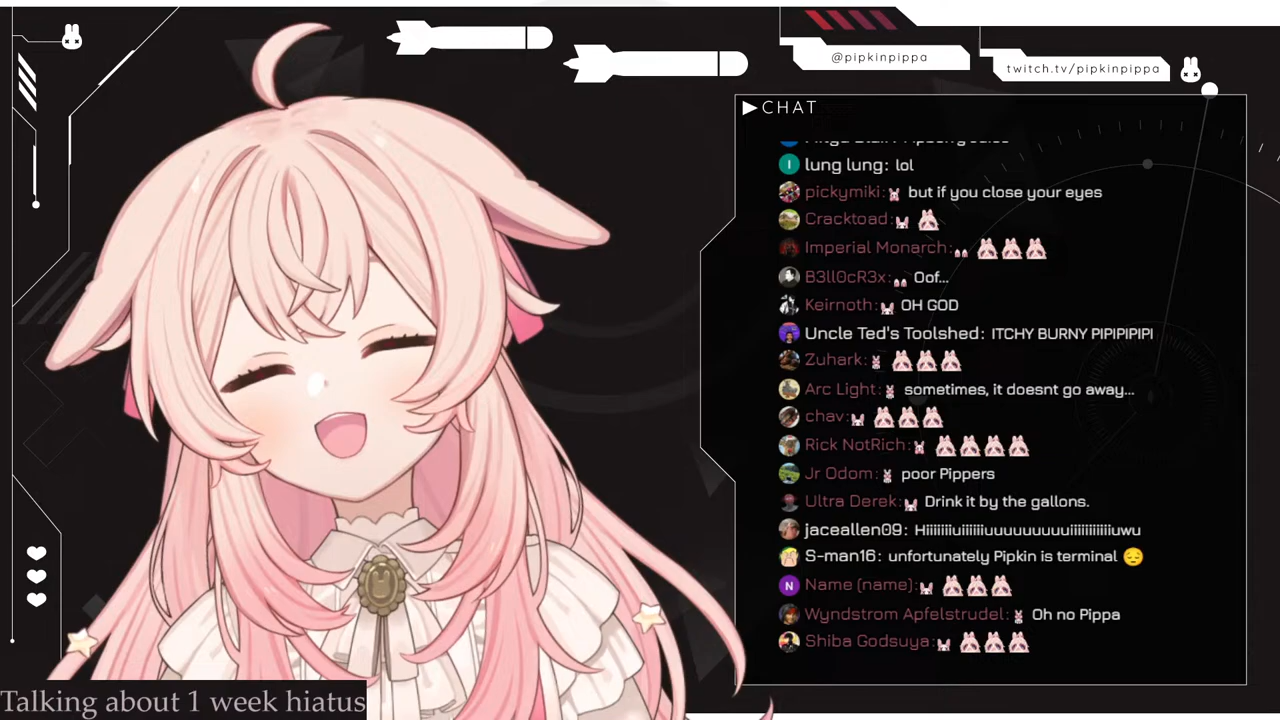 @pipkinpippa
twitch.tv/pipkinpippa
▶CHAT
lung lung: lol
pickymiki: but if you close your eyes
Cracktoad:
Imperial Monarch:
B3ll0cR3x: Oof...
Keirnoth: OH GOD
Uncle Ted's Toolshed: ITCHY BURNY PIPIPIPIPI
Zuhark:
Arc Light: sometimes, it doesnt go away...
chav:
Rick NotRich:
Jr Odom: poor Pippers
Ultra Derek: Drink it by the gallons.
jaceallen09: Hiiiiiiiuiiiiiiuuuuuuuuuiiiiiiiiiiiuwu
S-man16: unfortunately Pipkin is terminal 😔
N Name (name):
Wyndstrom Apfelstrudel: Oh no Pippa
Shiba Godsuya:
Talking about 1 week hiatus